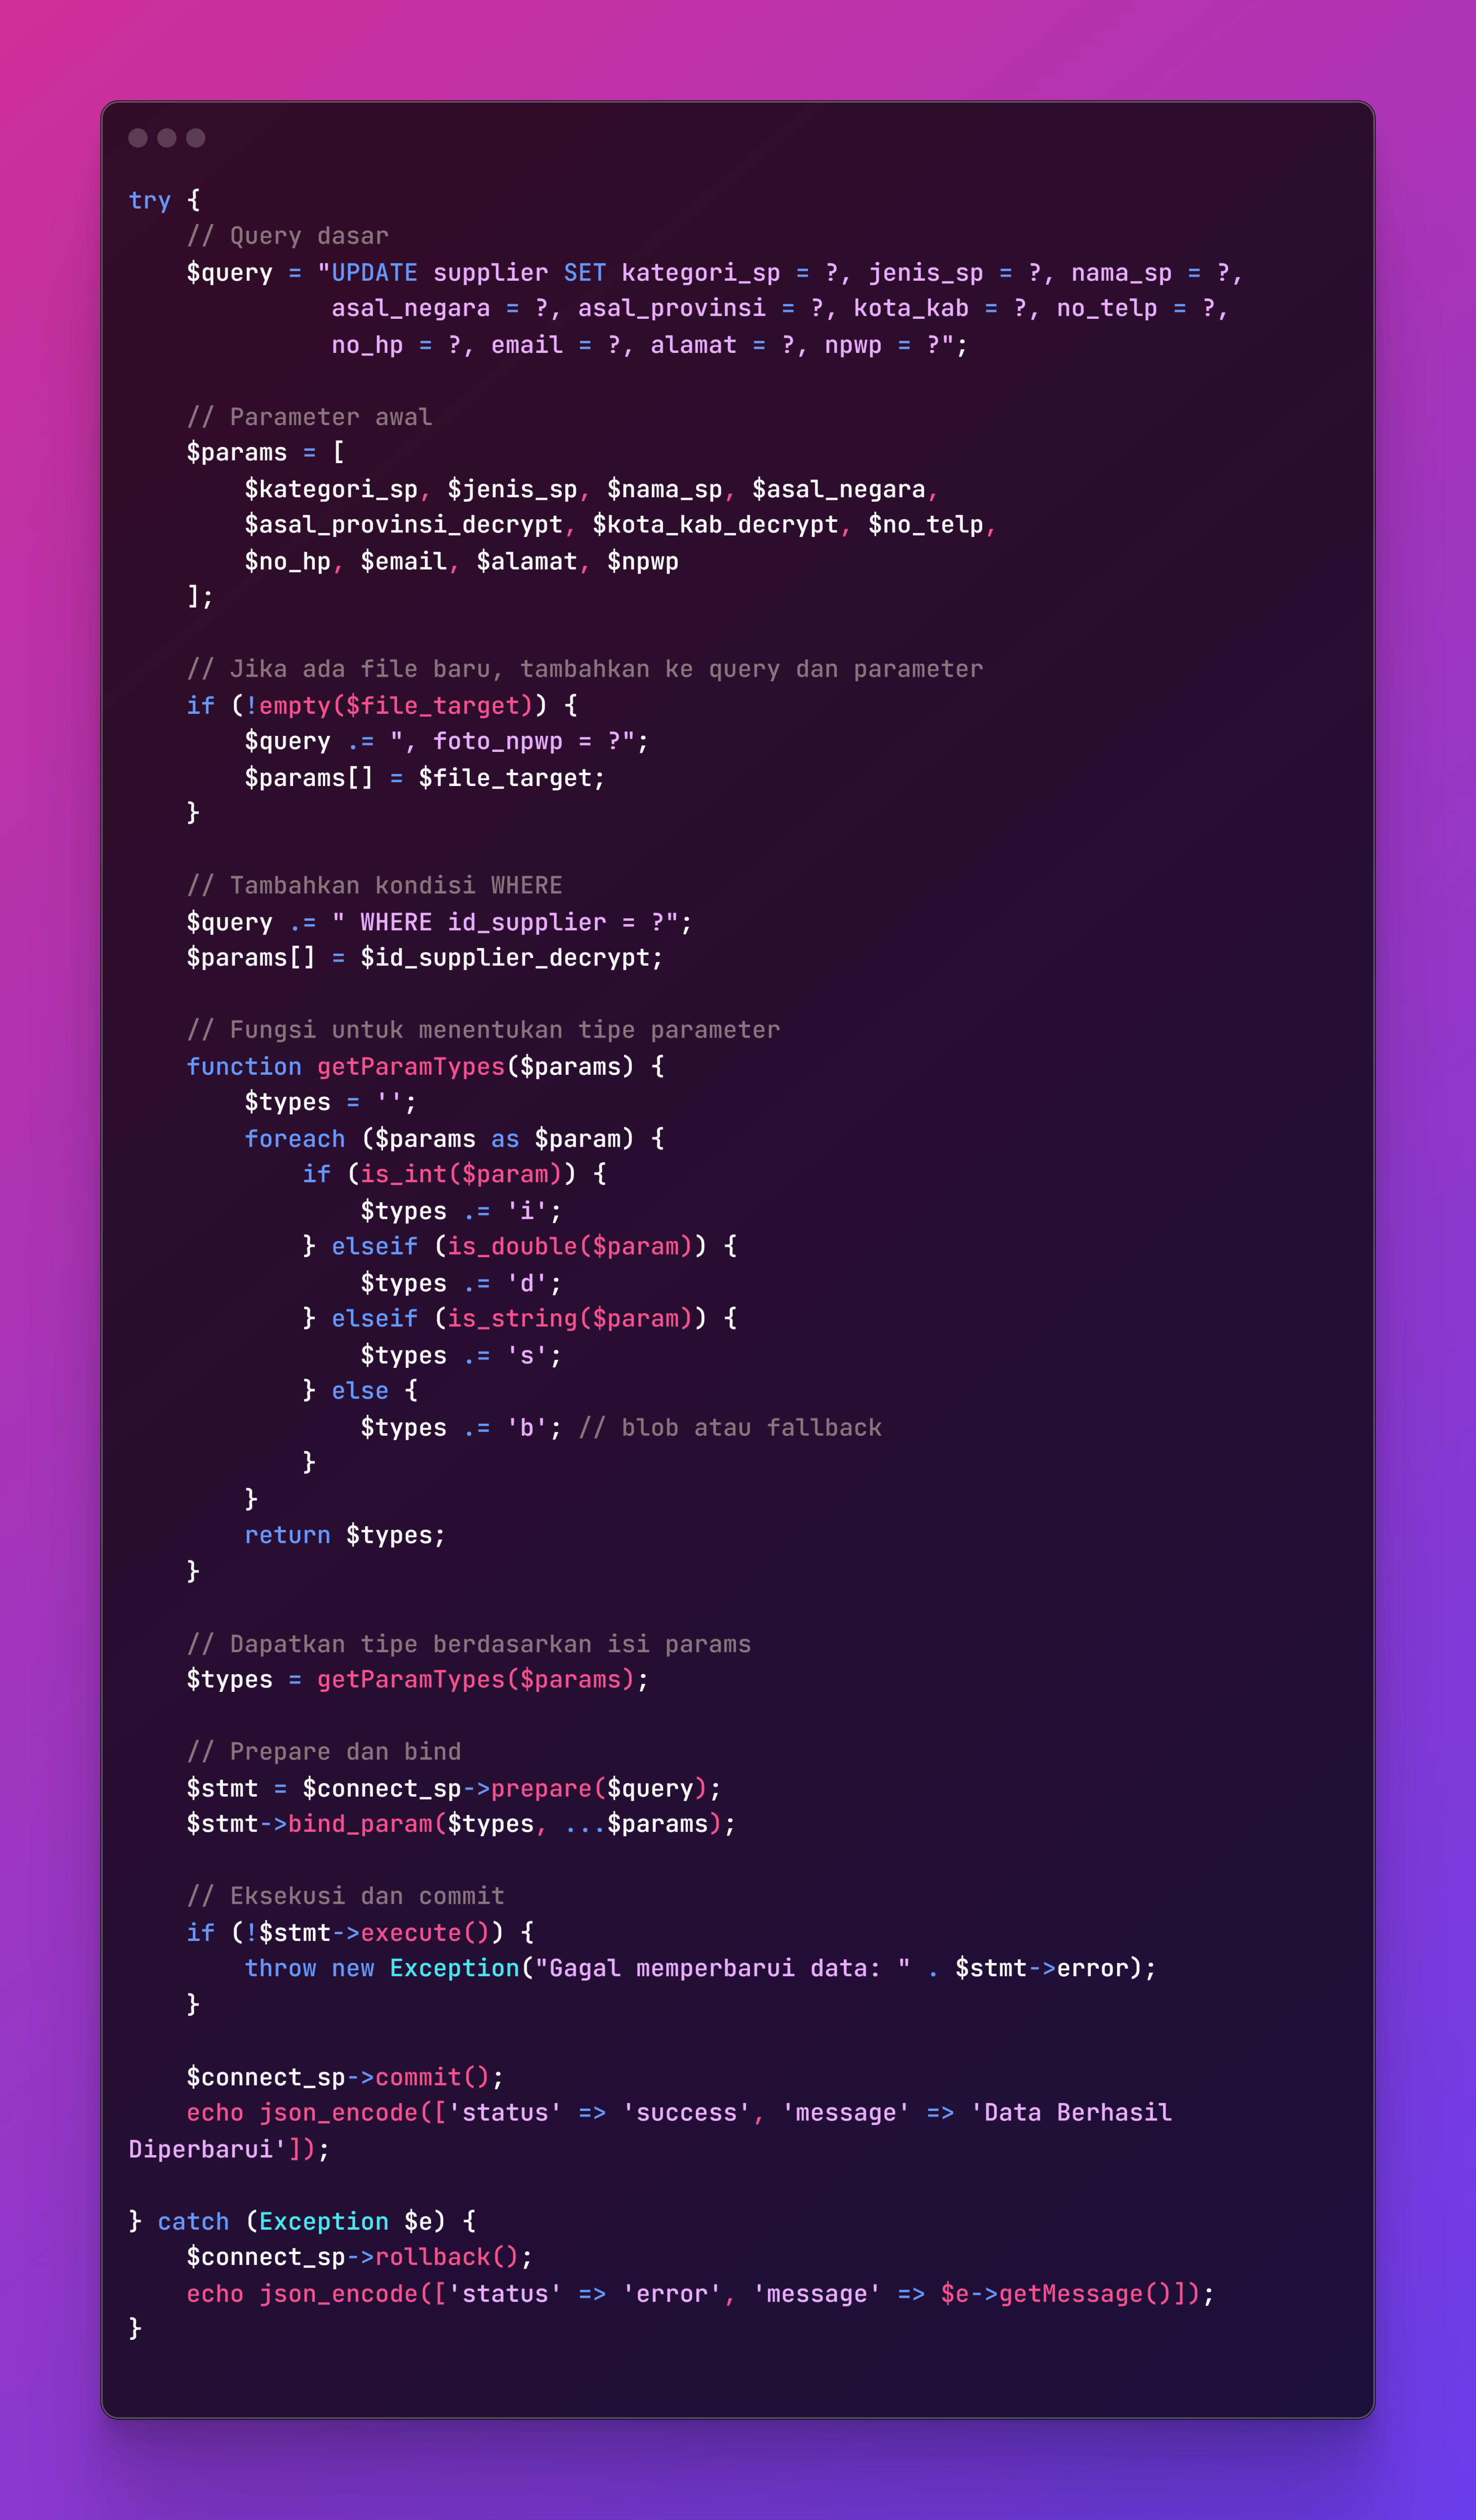 try {
    // Query dasar
    $query = "UPDATE supplier SET kategori_sp = ?, jenis_sp = ?, nama_sp = ?,
              asal_negara = ?, asal_provinsi = ?, kota_kab = ?, no_telp = ?,
              no_hp = ?, email = ?, alamat = ?, npwp = ?";

    // Parameter awal
    $params = [
        $kategori_sp, $jenis_sp, $nama_sp, $asal_negara,
        $asal_provinsi_decrypt, $kota_kab_decrypt, $no_telp,
        $no_hp, $email, $alamat, $npwp
    ];

    // Jika ada file baru, tambahkan ke query dan parameter
    if (!empty($file_target)) {
        $query .= ", foto_npwp = ?";
        $params[] = $file_target;
    }

    // Tambahkan kondisi WHERE
    $query .= " WHERE id_supplier = ?";
    $params[] = $id_supplier_decrypt;

    // Fungsi untuk menentukan tipe parameter
    function getParamTypes($params) {
        $types = '';
        foreach ($params as $param) {
            if (is_int($param)) {
                $types .= 'i';
            } elseif (is_double($param)) {
                $types .= 'd';
            } elseif (is_string($param)) {
                $types .= 's';
            } else {
                $types .= 'b'; // blob atau fallback
            }
        }
        return $types;
    }

    // Dapatkan tipe berdasarkan isi params
    $types = getParamTypes($params);

    // Prepare dan bind
    $stmt = $connect_sp->prepare($query);
    $stmt->bind_param($types, ...$params);

    // Eksekusi dan commit
    if (!$stmt->execute()) {
        throw new Exception("Gagal memperbarui data: " . $stmt->error);
    }

    $connect_sp->commit();
    echo json_encode(['status' => 'success', 'message' => 'Data Berhasil
Diperbarui']);

} catch (Exception $e) {
    $connect_sp->rollback();
    echo json_encode(['status' => 'error', 'message' => $e->getMessage()]);
}